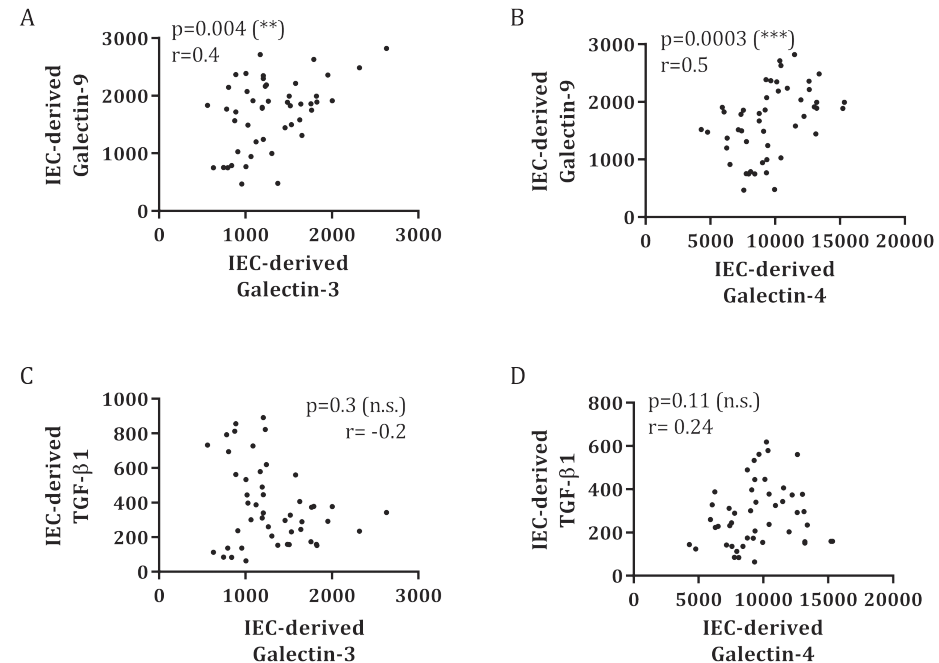 A
p=0.004 (**)
r=0.4
3000
2000
1000
0
IEC-derived
Galectin-9
0 1000 2000 3000
IEC-derived
Galectin-3
B
p=0.0003 (***)
r=0.5
3000
2000
1000
0
IEC-derived
Galectin-9
0 5000 10000 15000 20000
IEC-derived
Galectin-4
C
p=0.3 (n.s.)
r= -0.2
1000
800
600
400
200
0
IEC-derived
TGF-β1
0 1000 2000 3000
IEC-derived
Galectin-3
D
p=0.11 (n.s.)
r= 0.24
800
600
400
200
0
IEC-derived
TGF-β1
0 5000 10000 15000 20000
IEC-derived
Galectin-4